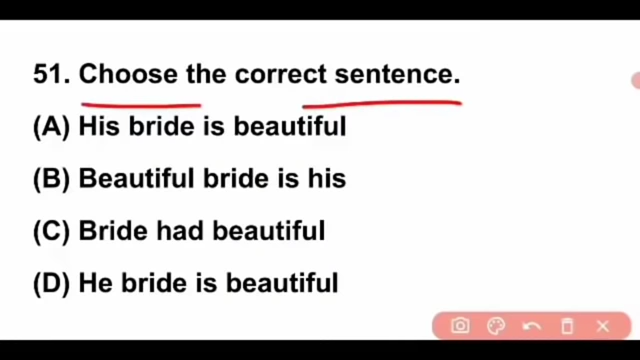 51. Choose the correct sentence.
(A) His bride is beautiful
(B) Beautiful bride is his
(C) Bride had beautiful
(D) He bride is beautiful